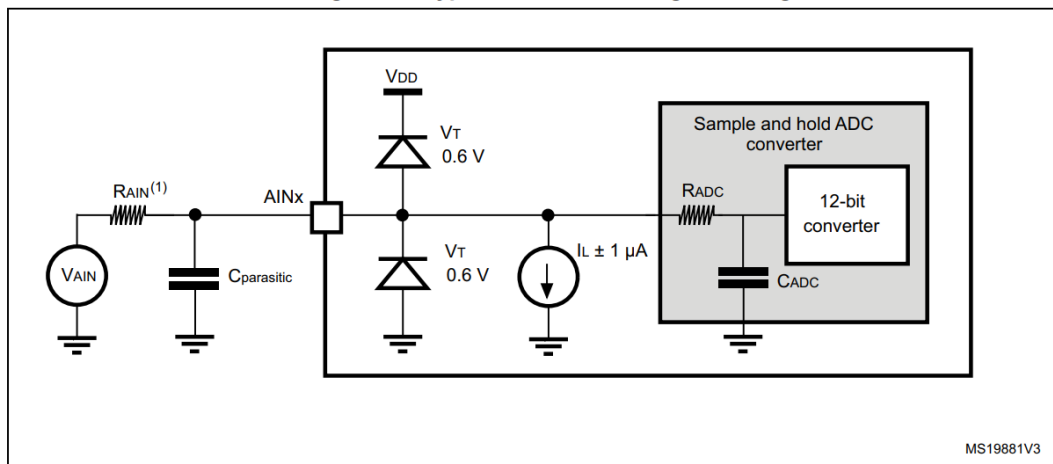 VDD
Sample and hold ADC
converter
VT
0.6 V
RAIN(1)
AINx
RADC
12-bit
converter
VT
0.6 V
IL ± 1 µA
VAIN
Cparasitic
CADC
MS19881V3